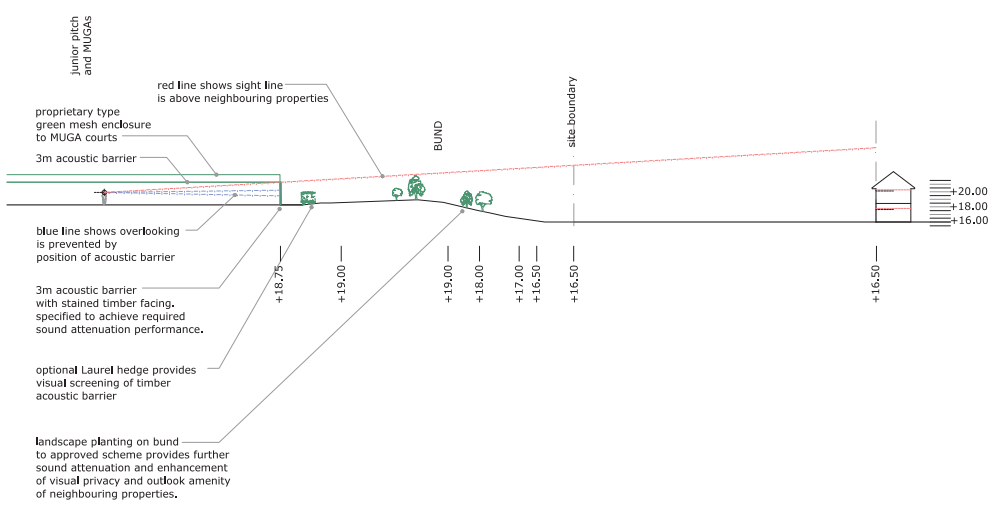 junior pitch
and MUGAs
red line shows sight line
is above neighbouring properties
proprietary type
green mesh enclosure
to MUGA courts
3m acoustic barrier
BUND
site boundary
+20.00
+18.00
+16.00
blue line shows overlooking
is prevented by
position of acoustic barrier
+18.75
+19.00
+19.00
+18.00
+17.00
+16.50
+16.50
+16.50
3m acoustic barrier
with stained timber facing.
specified to achieve required
sound attenuation performance.
optional Laurel hedge provides
visual screening of timber
acoustic barrier
landscape planting on bund
to approved scheme provides further
sound attenuation and enhancement
of visual privacy and outlook amenity
of neighbouring properties.